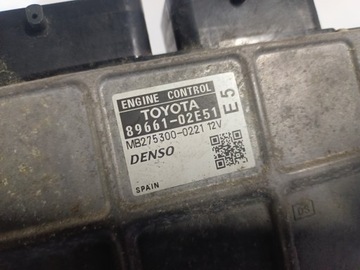 ENGINE CONTROL
TOYOTA
89661-02E51
E5
MB275300-0221 12V
DENSO
SPAIN